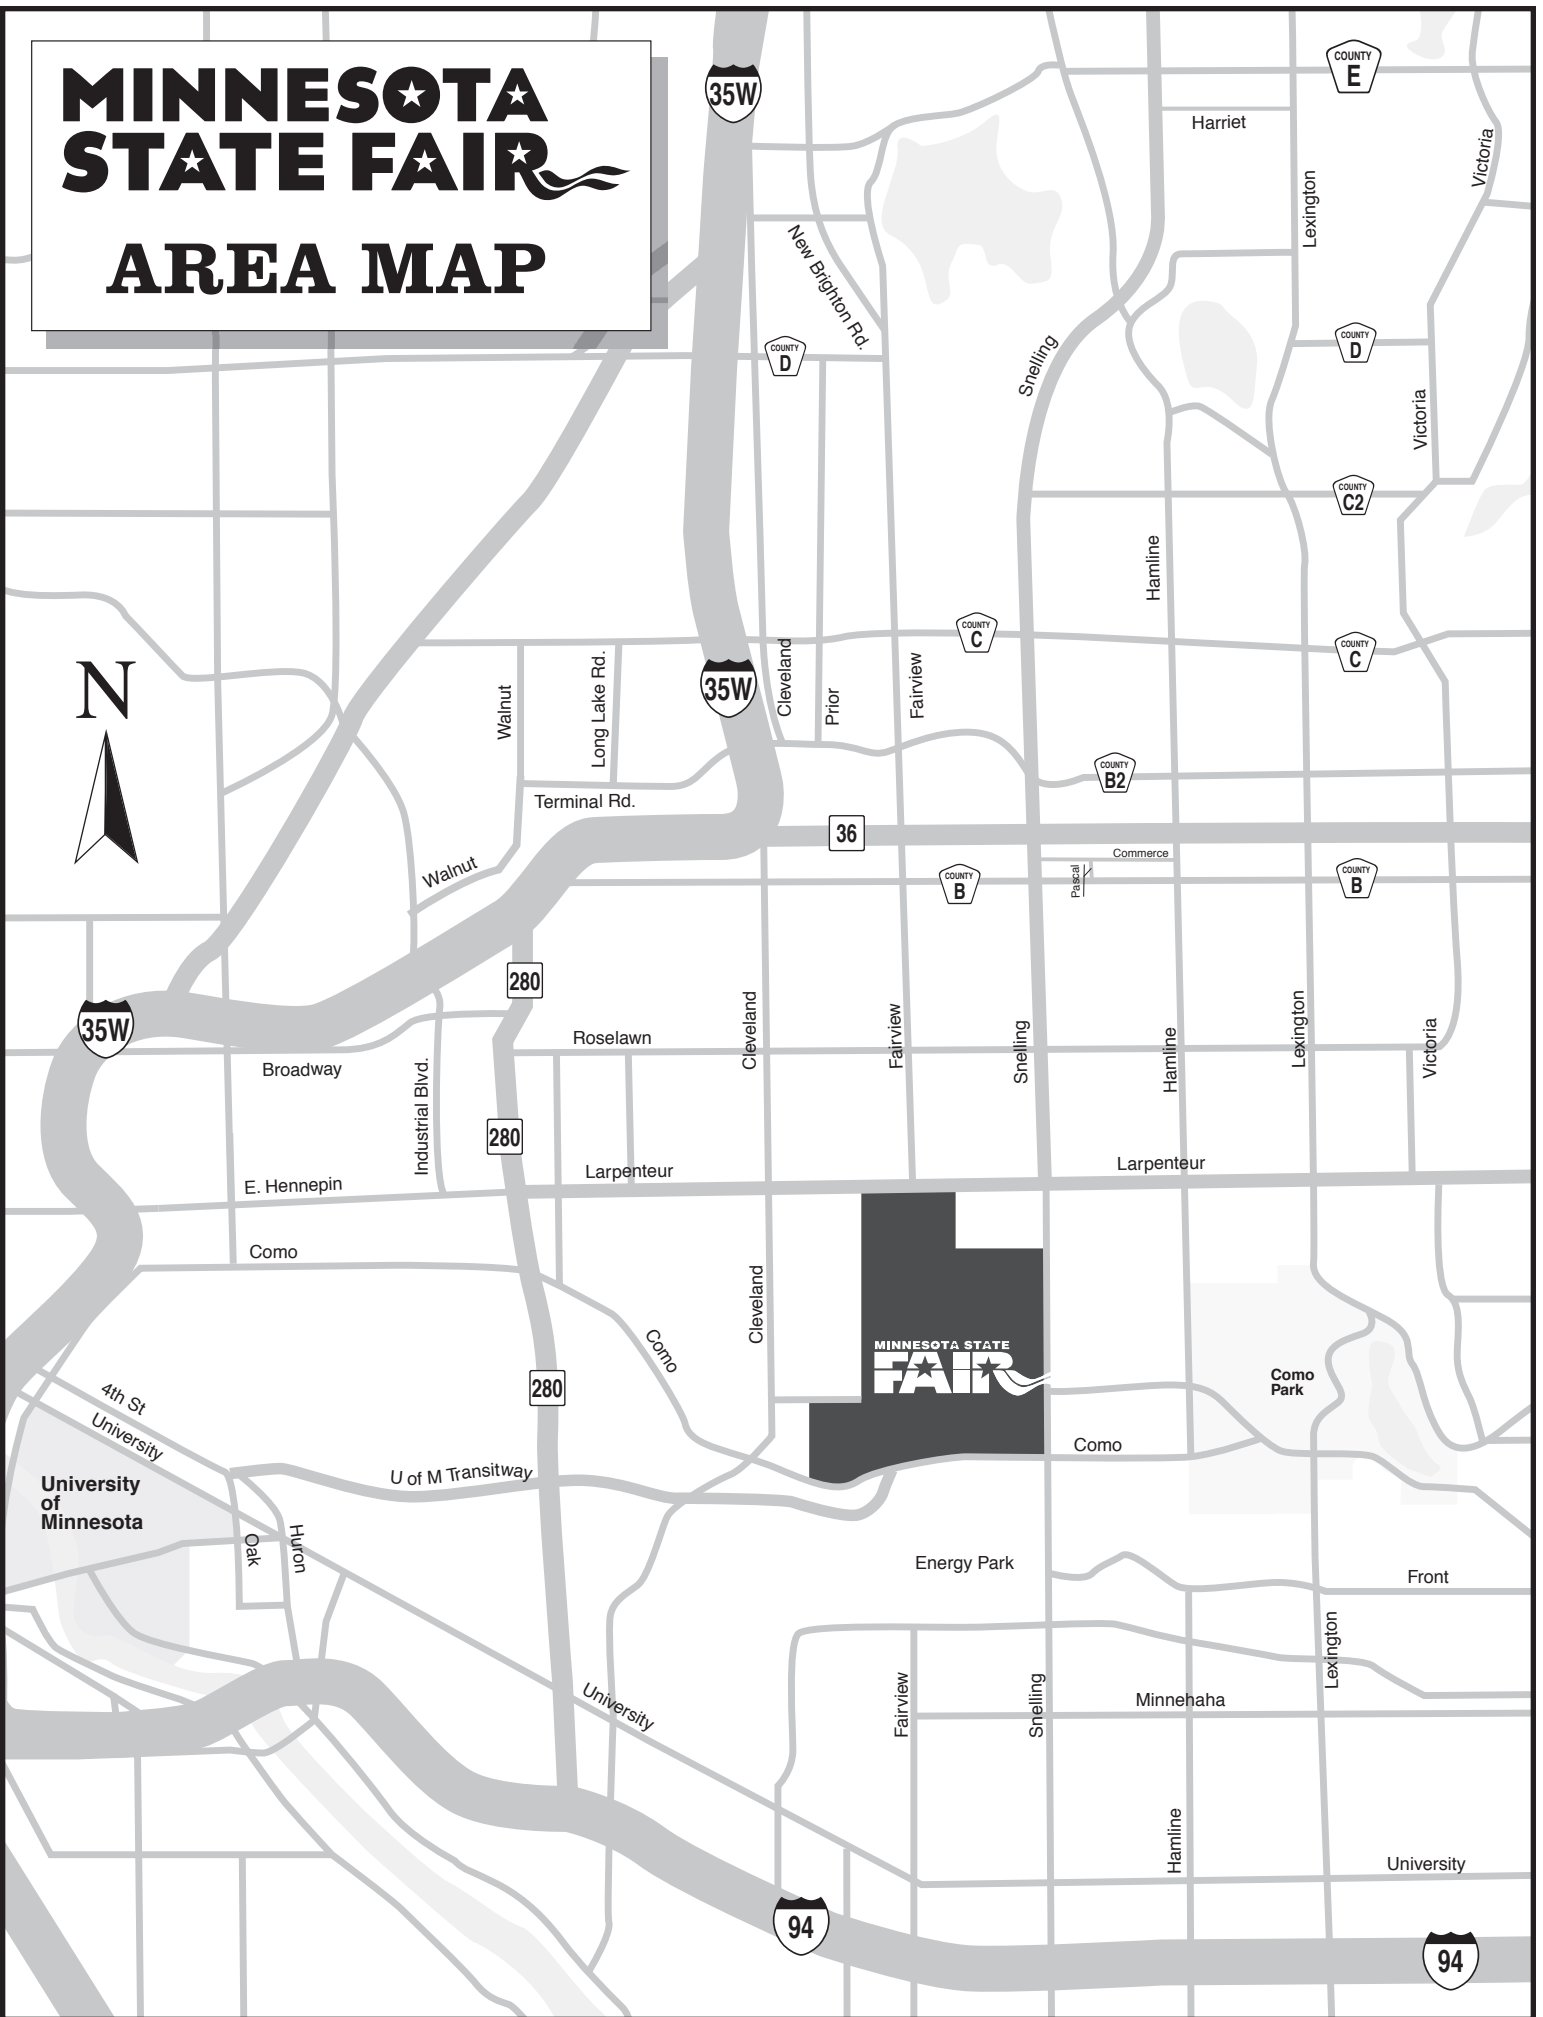 MINNESOTA
STATE FAIR
AREA MAP
35W
COUNTY
E
Harriet
Victoria
Lexington
New Brighton Rd.
COUNTY
D
Snelling
COUNTY
D
Victoria
COUNTY
C2
Hamline
COUNTY
C
COUNTY
C
N
35W
Walnut
Long Lake Rd.
Cleveland
Prior
Fairview
COUNTY
B2
Terminal Rd.
36
Commerce
Walnut
COUNTY
B
Pascal
COUNTY
B
280
35W
Roselawn
Cleveland
Fairview
Snelling
Hamline
Lexington
Victoria
Broadway
Industrial Blvd.
280
Larpenteur
Larpenteur
E. Hennepin
Como
Cleveland
Como
MINNESOTA STATE
FAIR
Como
Park
280
4th St
University
Como
U of M Transitway
University
of
Minnesota
Oak
Huron
Energy Park
Front
Lexington
University
Fairview
Snelling
Minnehaha
Hamline
University
94
94